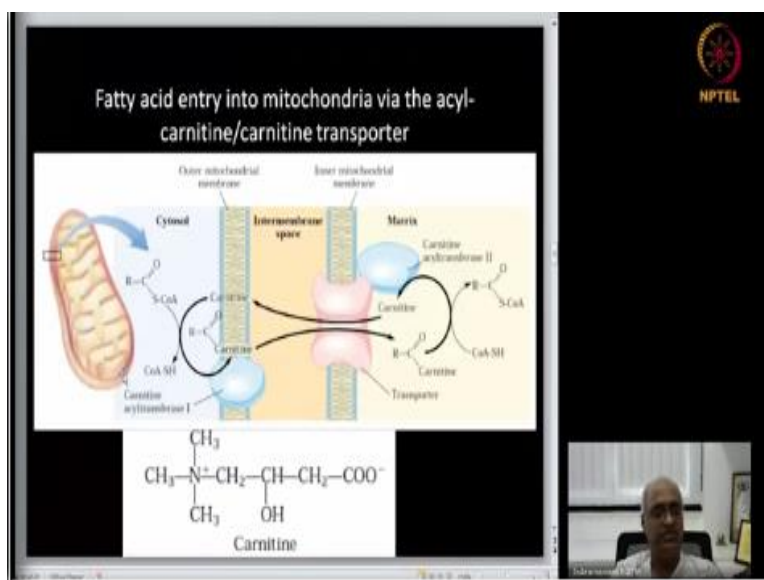 NPTEL
Fatty acid entry into mitochondria via the acyl-
carnitine/carnitine transporter
Outer mitochondrial
membrane
Inner mitochondrial
membrane
Cytosol
Intermembrane
space
Matrix
Carnitine
acyltransferase II
O
R—C
S-CoA
Carnitine
O
R—C
Carnitine
CoA-SH
Carnitine
acyltransferase I
Carnitine
O
R—C
Carnitine
Transporter
O
R—C
S-CoA
CoA-SH
CH₃
CH₃—N⁺—CH₂—CH—CH₂—COO⁻
CH₃
OH
Carnitine